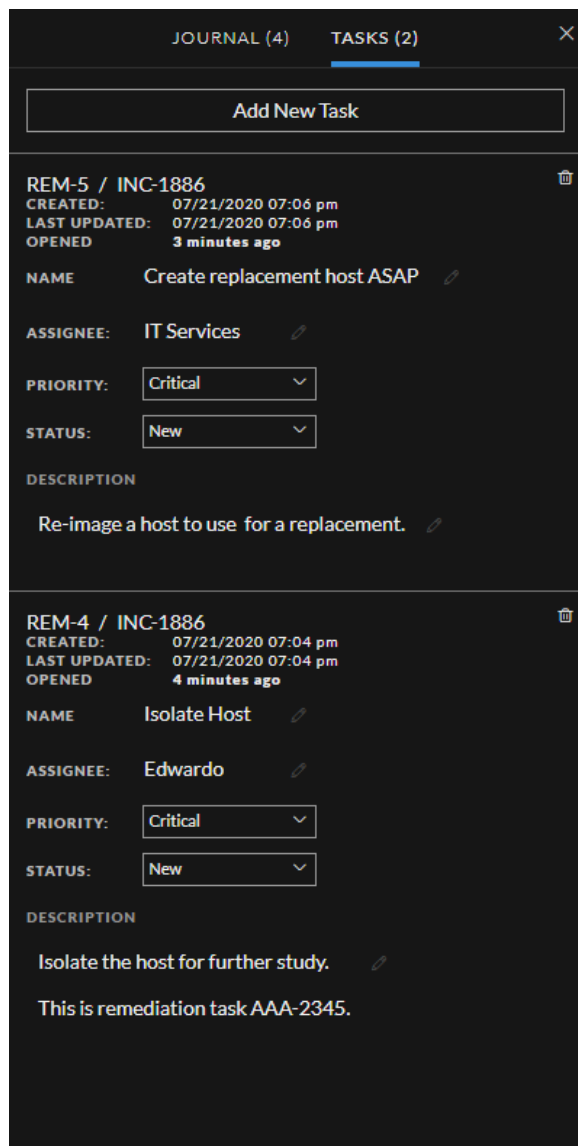 JOURNAL (4) TASKS (2)
Add New Task
REM-5 / INC-1886
CREATED: 07/21/2020 07:06 pm
LAST UPDATED: 07/21/2020 07:06 pm
OPENED 3 minutes ago
NAME Create replacement host ASAP
ASSIGNEE: IT Services
PRIORITY: Critical
STATUS: New
DESCRIPTION
Re-image a host to use for a replacement.
REM-4 / INC-1886
CREATED: 07/21/2020 07:04 pm
LAST UPDATED: 07/21/2020 07:04 pm
OPENED 4 minutes ago
NAME Isolate Host
ASSIGNEE: Edwardo
PRIORITY: Critical
STATUS: New
DESCRIPTION
Isolate the host for further study.
This is remediation task AAA-2345.